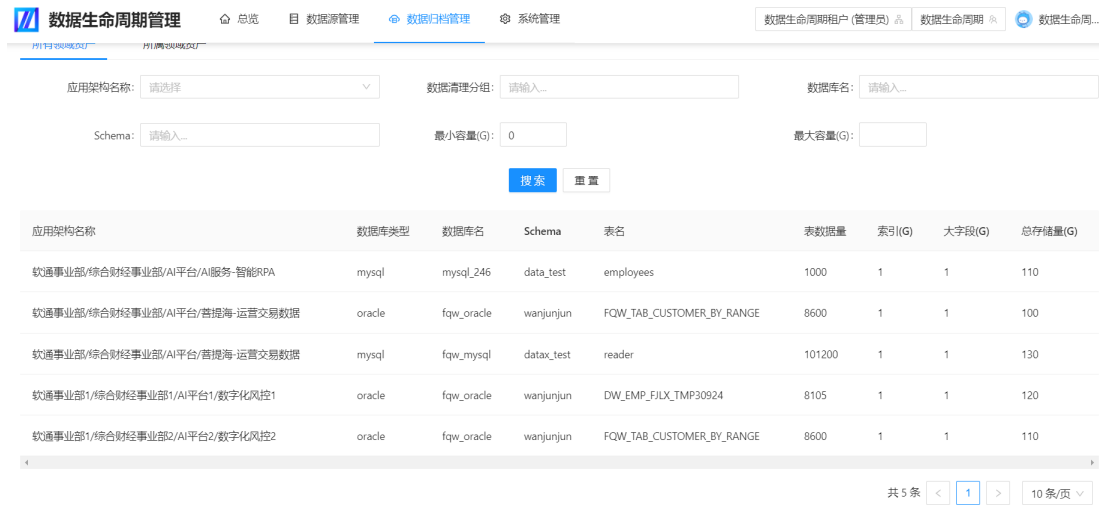 数据生命周期管理 总览 数据源管理 数据归档管理 系统管理 数据生命周期租户 (管理员) 数据生命周期 数据生命周...
所有领域资产 所属领域资产
应用架构名称: 请选择 数据清理分组: 请输入... 数据库名: 请输入...
Schema: 请输入... 最小容量(G): 0 最大容量(G):
搜索 重置
应用架构名称 数据库类型 数据库名 Schema 表名 表数据量 索引(G) 大字段(G) 总存储量(G)
软通事业部/综合财经事业部/AI平台/AI服务-智能RPA mysql mysql_246 data_test employees 1000 1 1 110
软通事业部/综合财经事业部/AI平台/菩提海-运营交易数据 oracle fqw_oracle wanjunjun FQW_TAB_CUSTOMER_BY_RANGE 8600 1 1 100
软通事业部/综合财经事业部/AI平台/菩提海-运营交易数据 mysql fqw_mysql datax_test reader 101200 1 1 130
软通事业部1/综合财经事业部1/AI平台1/数字化风控1 oracle fqw_oracle wanjunjun DW_EMP_FJLX_TMP30924 8105 1 1 120
软通事业部1/综合财经事业部2/AI平台2/数字化风控2 oracle fqw_oracle wanjunjun FQW_TAB_CUSTOMER_BY_RANGE 8600 1 1 110
共 5 条 < 1 > 10 条/页